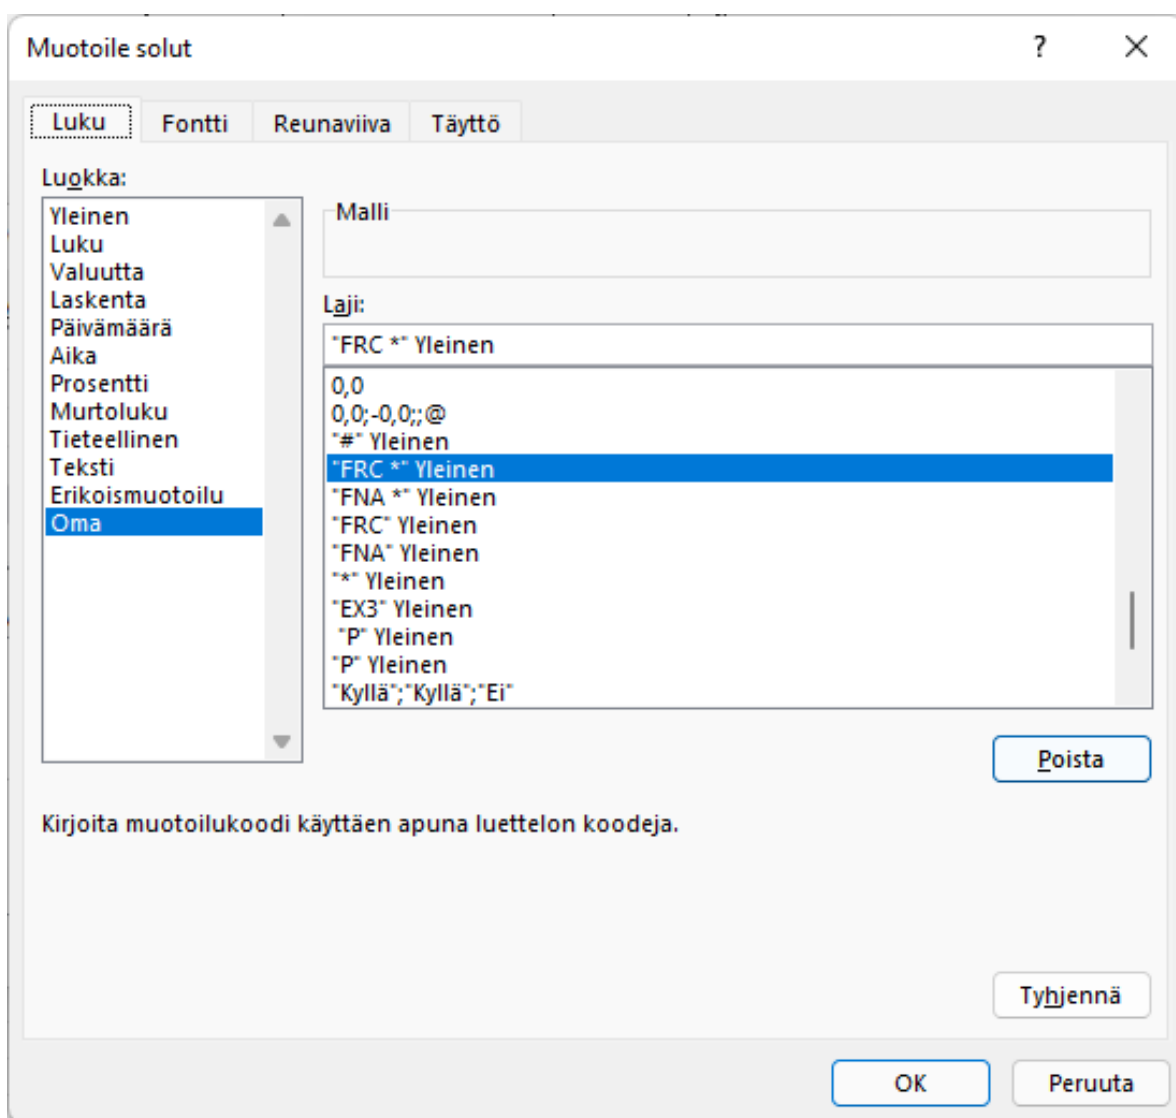 Muotoile solut
?
Luku Fontti Reunaviiva Täyttö
Luokka:
Yleinen
Luku
Valuutta
Laskenta
Päivämäärä
Aika
Prosentti
Murtoluku
Tieteellinen
Teksti
Erikoismuotoilu
Oma
Malli
Laji:
"FRC *" Yleinen
0,0
0,0;-0,0;;@
"#" Yleinen
"FRC *" Yleinen
"FNA *" Yleinen
"FRC" Yleinen
"FNA" Yleinen
"*" Yleinen
"EX3" Yleinen
"P" Yleinen
"P" Yleinen
"Kyllä";"Kyllä";"Ei"
Poista
Kirjoita muotoilukoodi käyttäen apuna luettelon koodeja.
Tyhjennä
OK Peruuta